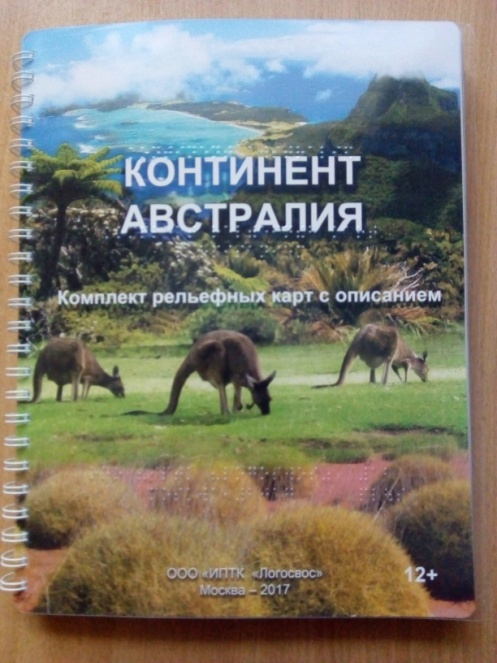 КОНТИНЕНТ
АВСТРАЛИЯ
Комплект рельефных карт с описанием
ООО «ИПТК «Логосвос»
Москва – 2017
12+